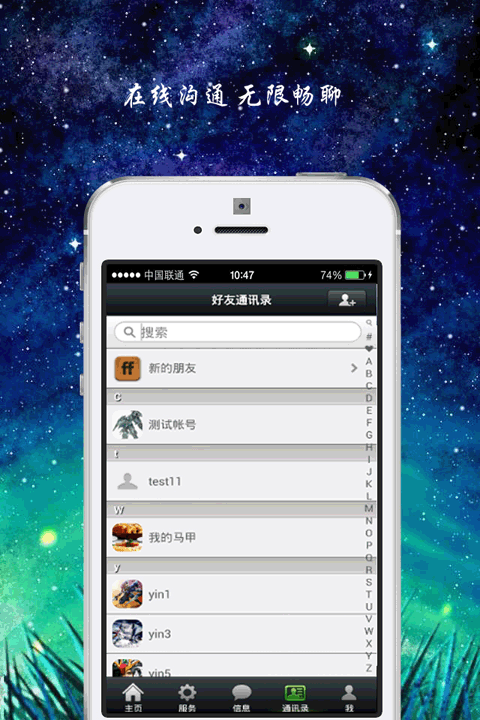 在线沟通 无限畅聊
中国联通 10:47 74%
好友通讯录
搜索
ff 新的朋友
C
测试帐号
t
test11
W
我的马甲
y
yin1
yin3
yin5
#
A
B
C
D
E
F
G
H
I
J
K
L
M
N
O
P
Q
R
S
T
U
V
W
X
Y
Z
主页 服务 信息 通讯录 我